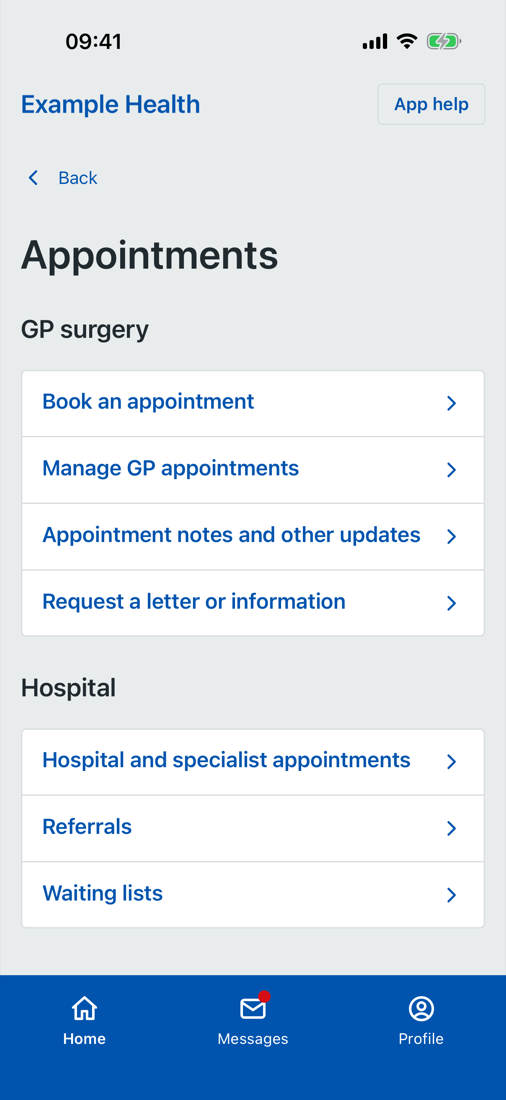 09:41
Example Health
App help
Back
Appointments
GP surgery
Book an appointment
Manage GP appointments
Appointment notes and other updates
Request a letter or information
Hospital
Hospital and specialist appointments
Referrals
Waiting lists
Home
Messages
Profile